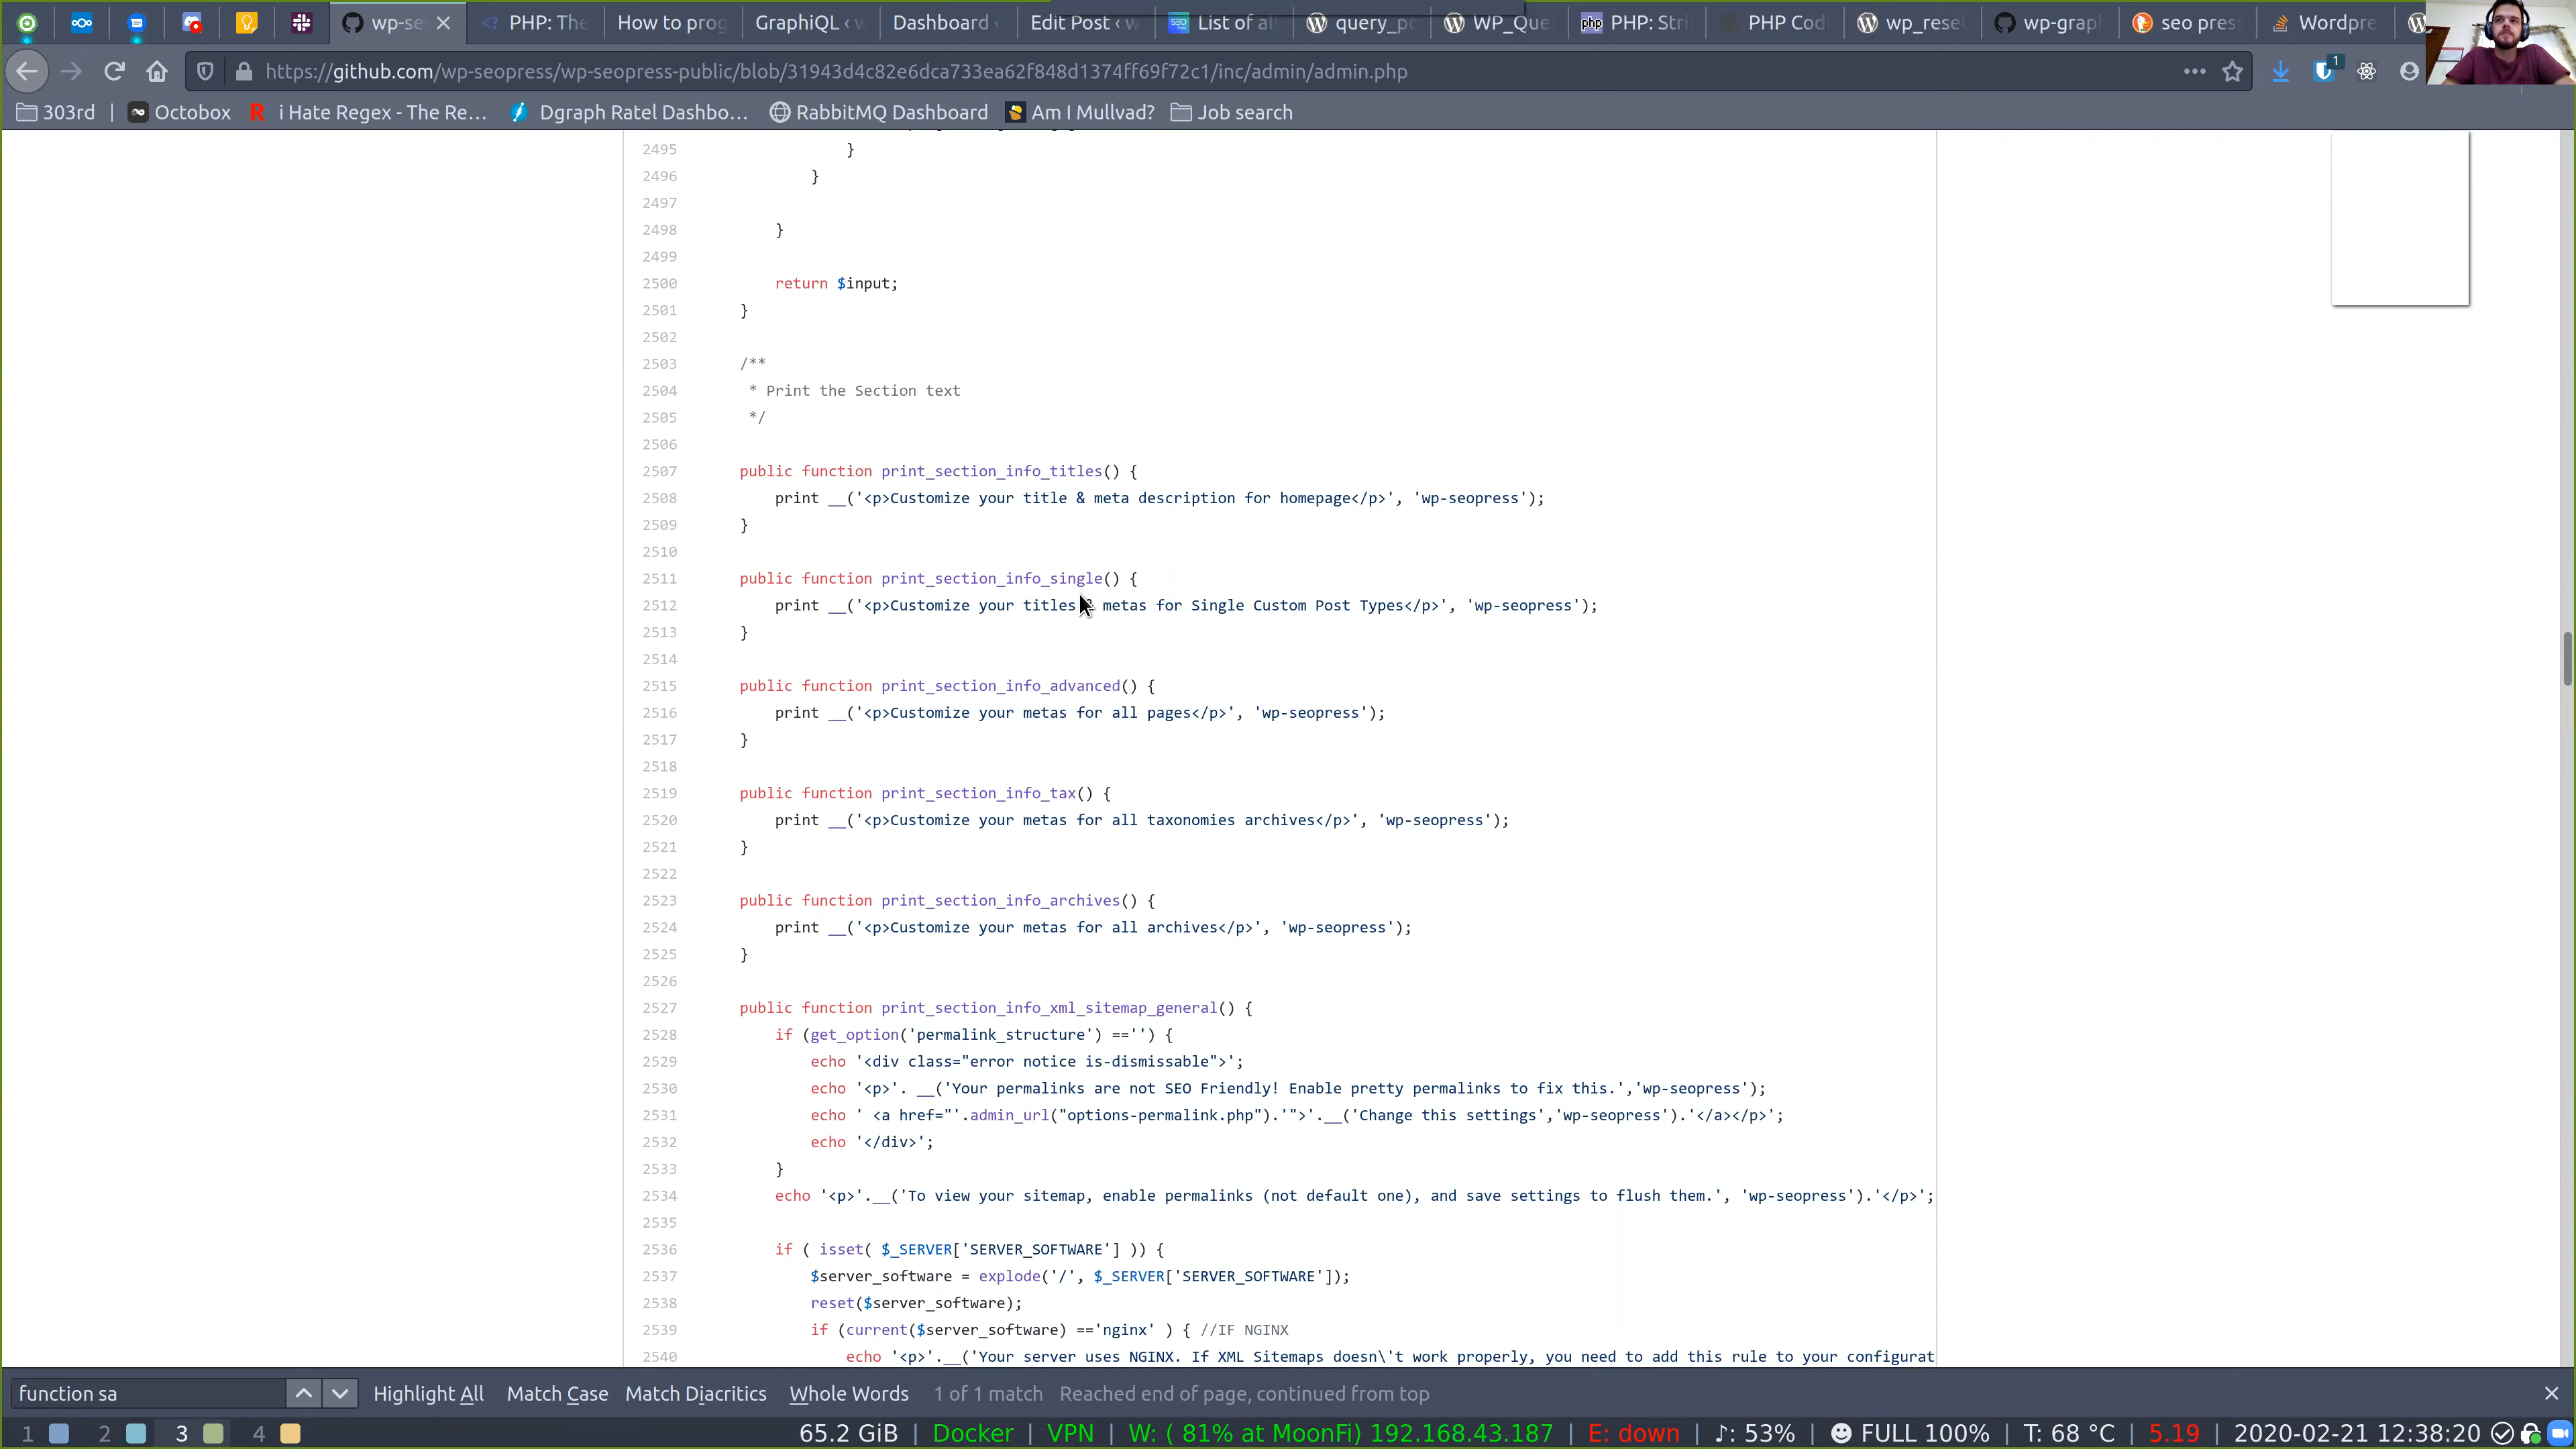 wp-se
PHP: The
How to prog
GraphiQL ‹ w
Dashboard ‹
Edit Post ‹ w
SEO List of al
query_po
WP_Que
php PHP: Stri
PHP Cod
wp_rese
wp-grap
seo pres
Wordpre
https://github.com/wp-seopress/wp-seopress-public/blob/31943d4c82e6dca733ea62f848d1374ff69f72c1/inc/admin/admin.php
1
303rd | Octobox R i Hate Regex - The Re… Dgraph Ratel Dashbo… RabbitMQ Dashboard Am I Mullvad? Job search
2495 }
2496 }
2497
2498 }
2499
2500 return $input;
2501 }
2502
2503 /**
2504 * Print the Section text
2505 */
2506
2507 public function print_section_info_titles() {
2508 print __('<p>Customize your title & meta description for homepage</p>', 'wp-seopress');
2509 }
2510
2511 public function print_section_info_single() {
2512 print __('<p>Customize your titles & metas for Single Custom Post Types</p>', 'wp-seopress');
2513 }
2514
2515 public function print_section_info_advanced() {
2516 print __('<p>Customize your metas for all pages</p>', 'wp-seopress');
2517 }
2518
2519 public function print_section_info_tax() {
2520 print __('<p>Customize your metas for all taxonomies archives</p>', 'wp-seopress');
2521 }
2522
2523 public function print_section_info_archives() {
2524 print __('<p>Customize your metas for all archives</p>', 'wp-seopress');
2525 }
2526
2527 public function print_section_info_xml_sitemap_general() {
2528 if (get_option('permalink_structure') =='') {
2529 echo '<div class="error notice is-dismissable">';
2530 echo '<p>'. __('Your permalinks are not SEO Friendly! Enable pretty permalinks to fix this.','wp-seopress');
2531 echo ' <a href="'.admin_url("options-permalink.php").'">'.__('Change this settings','wp-seopress').'</a></p>';
2532 echo '</div>';
2533 }
2534 echo '<p>'.__('To view your sitemap, enable permalinks (not default one), and save settings to flush them.', 'wp-seopress').'</p>';
2535
2536 if ( isset( $_SERVER['SERVER_SOFTWARE'] )) {
2537 $server_software = explode('/', $_SERVER['SERVER_SOFTWARE']);
2538 reset($server_software);
2539 if (current($server_software) =='nginx' ) { //IF NGINX
2540 echo '<p>'.__('Your server uses NGINX. If XML Sitemaps doesn\'t work properly, you need to add this rule to your configurat
function sa Highlight All Match Case Match Diacritics Whole Words 1 of 1 match Reached end of page, continued from top
1 2 3 4 65.2 GiB | Docker | VPN | W: ( 81% at MoonFi) 192.168.43.187 | E: down | ♪: 53% | ☻ FULL 100% | T: 68 °C | 5.19 | 2020-02-21 12:38:20